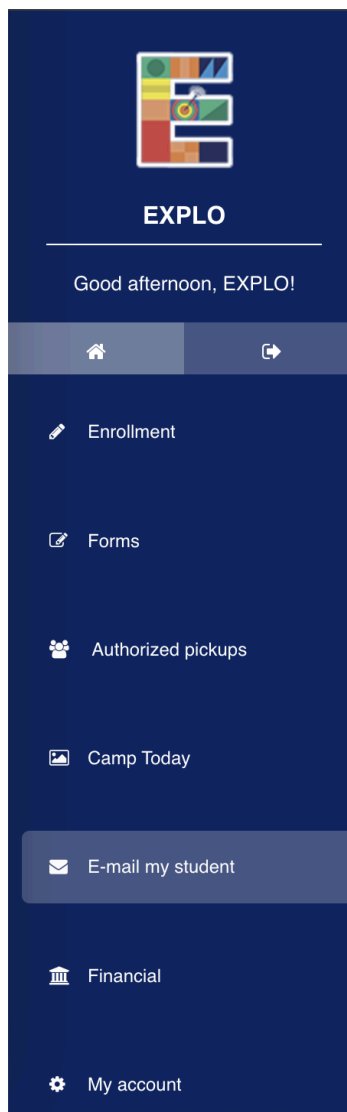 EXPLO
Good afternoon, EXPLO!
Enrollment
Forms
Authorized pickups
Camp Today
E-mail my student
Financial
My account